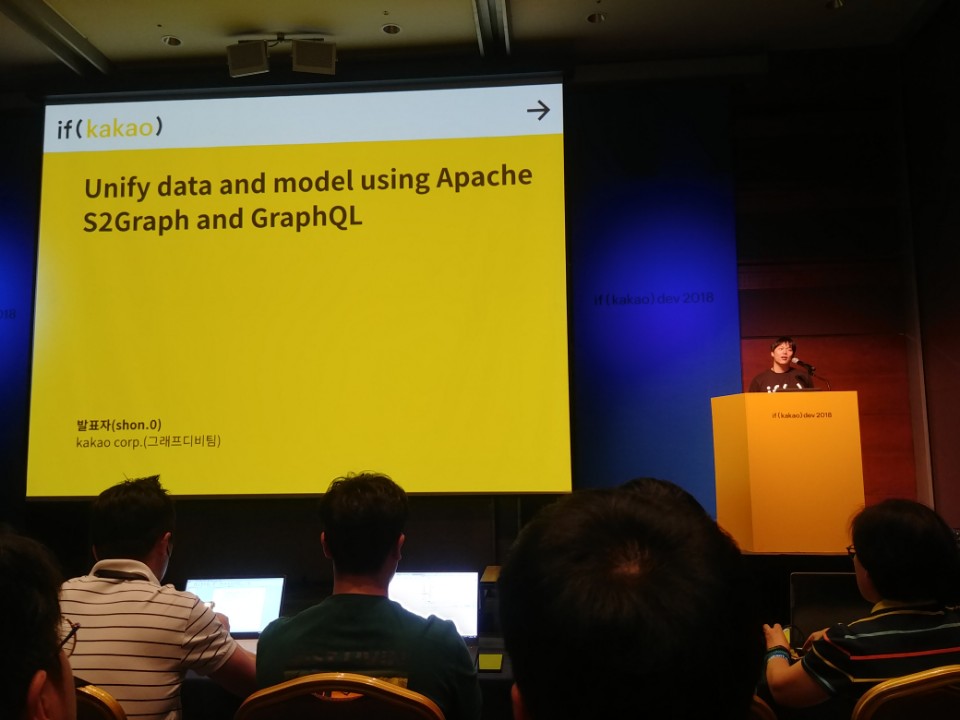 if(kakao)
→
Unify data and model using Apache
S2Graph and GraphQL
발표자(shon.0)
kakao corp.(그래프디비팀)
if(kakao)dev 2018
if(kakao)dev 2018
018